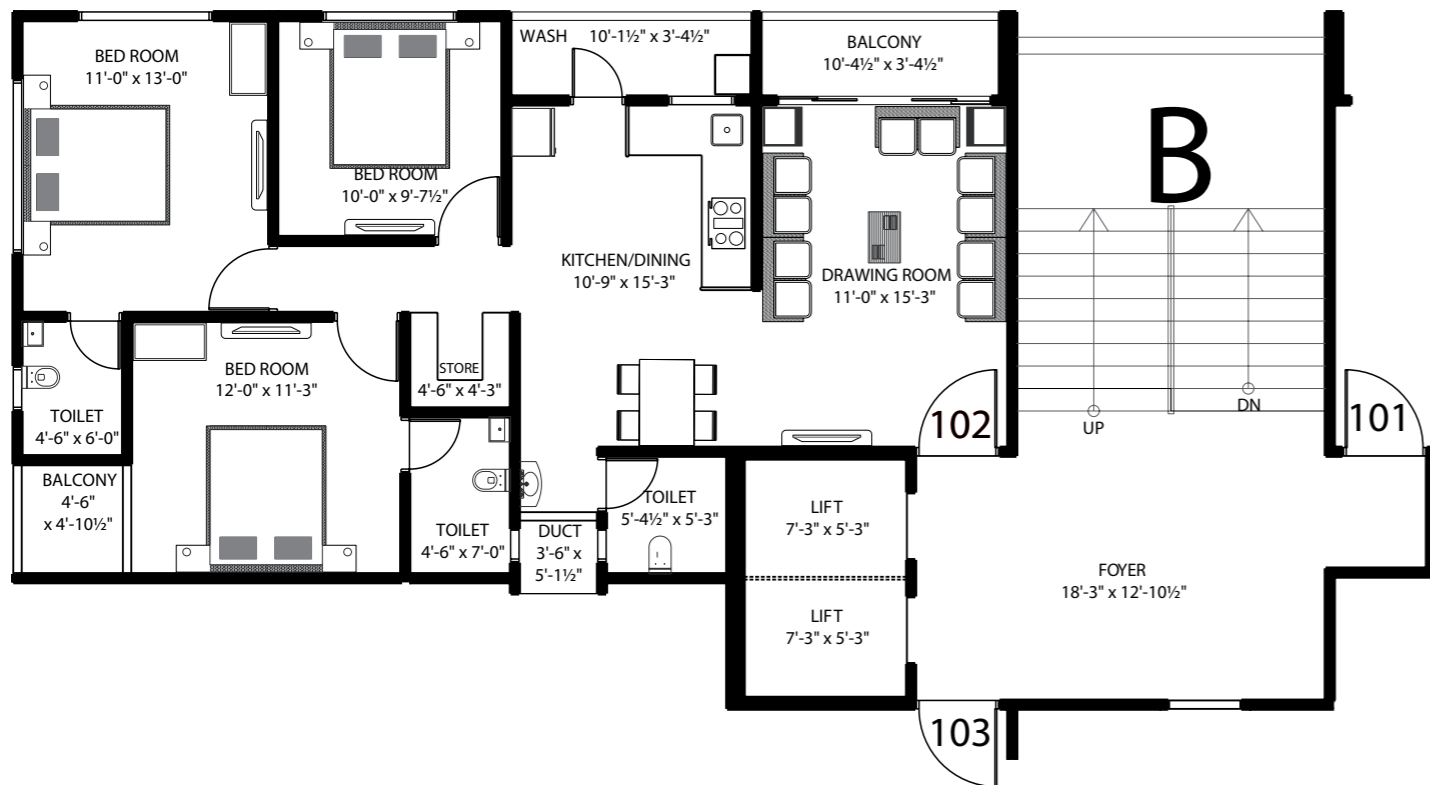 BED ROOM
11'-0" x 13'-0"
BED ROOM
10'-0" x 9'-7½"
WASH 10'-1½" x 3'-4½"
BALCONY
10'-4½" x 3'-4½"
B
KITCHEN/DINING
10'-9" x 15'-3"
DRAWING ROOM
11'-0" x 15'-3"
BED ROOM
12'-0" x 11'-3"
STORE
4'-6" x 4'-3"
TOILET
4'-6" x 6'-0"
BALCONY
4'-6"
x 4'-10½"
TOILET
4'-6" x 7'-0"
DUCT
3'-6" x
5'-1½"
TOILET
5'-4½" x 5'-3"
102
UP
DN
101
LIFT
7'-3" x 5'-3"
LIFT
7'-3" x 5'-3"
FOYER
18'-3" x 12'-10½"
103